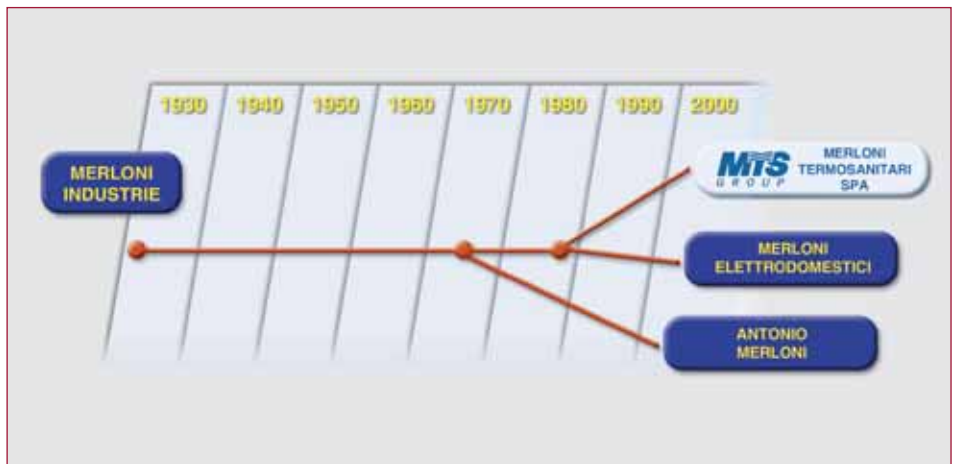 1930 1940 1950 1960 1970 1980 1990 2000
MERLONI
INDUSTRIE
MTS
GROUP
MERLONI
TERMOSANITARI
SPA
MERLONI
ELETTRODOMESTICI
ANTONIO
MERLONI